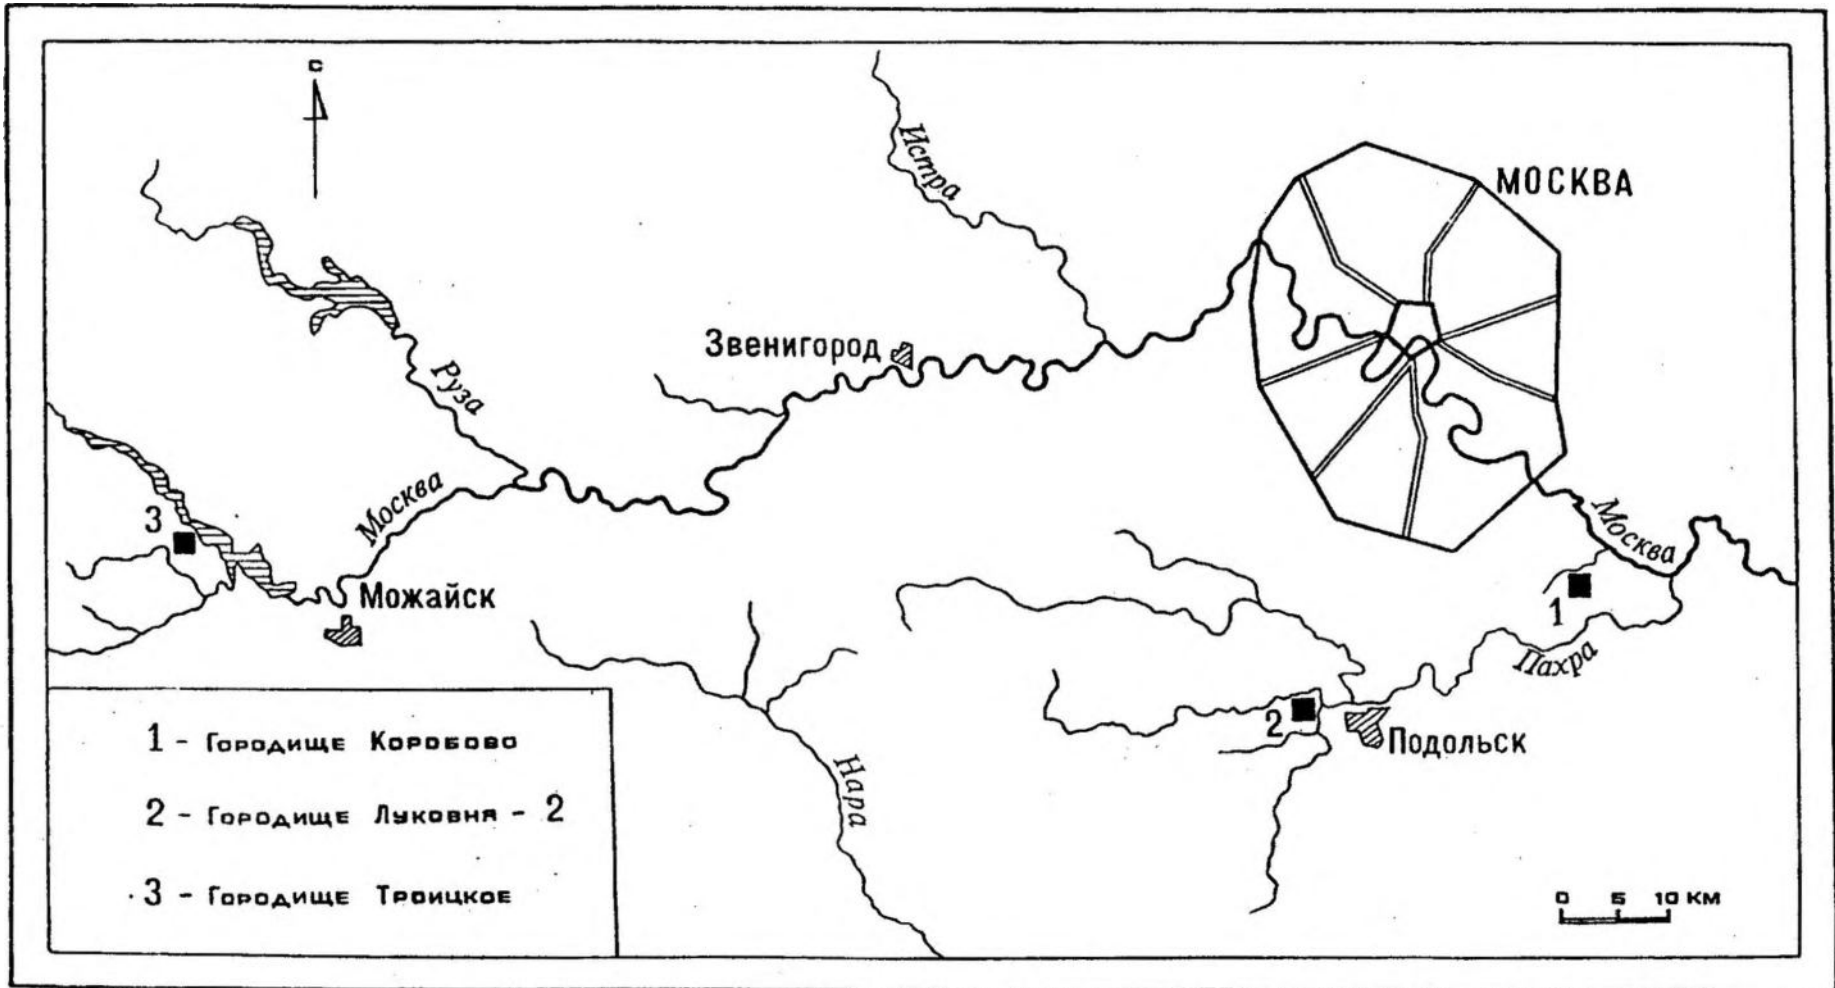 С
Истра
МОСКВА
Звенигород
Руза
Москва
3
Можайск
Москва
1
Пахра
2
Подольск
Нара
1 - Городище Коробово
2 - Городище Луковня - 2
3 - Городище Троицкое
0 5 10 КМ